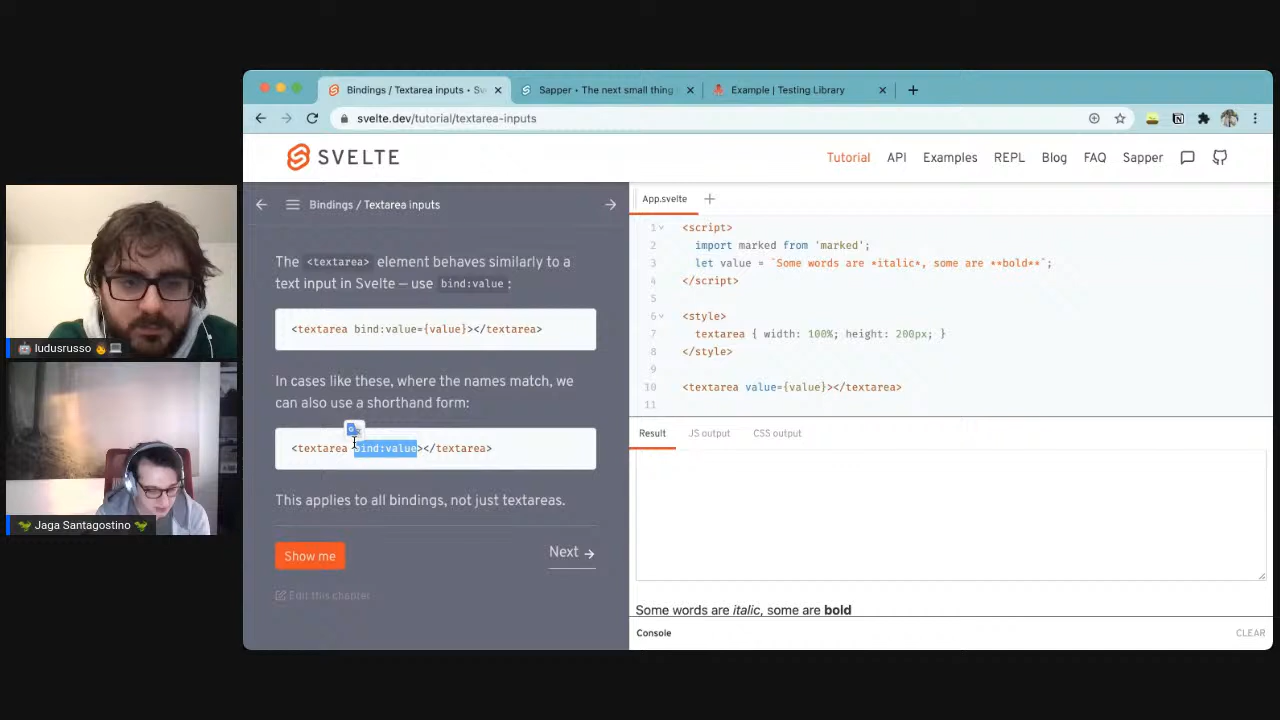 Bindings / Textarea inputs • Sv
Sapper • The next small thing
Example | Testing Library
svelte.dev/tutorial/textarea-inputs
SVELTE
Tutorial
API
Examples
REPL
Blog
FAQ
Sapper
Bindings / Textarea inputs
The <textarea> element behaves similarly to a
text input in Svelte — use bind:value :
<textarea bind:value={value}></textarea>
In cases like these, where the names match, we
can also use a shorthand form:
<textarea bind:value></textarea>
This applies to all bindings, not just textareas.
Show me
Next
Edit this chapter
App.svelte
1 <script>
2 import marked from 'marked';
3 let value = `Some words are *italic*, some are **bold**`;
4 </script>
5
6 <style>
7 textarea { width: 100%; height: 200px; }
8 </style>
9
10 <textarea value={value}></textarea>
11
Result
JS output
CSS output
Some words are italic, some are bold
Console
CLEAR
ludusrusso
Jaga Santagostino